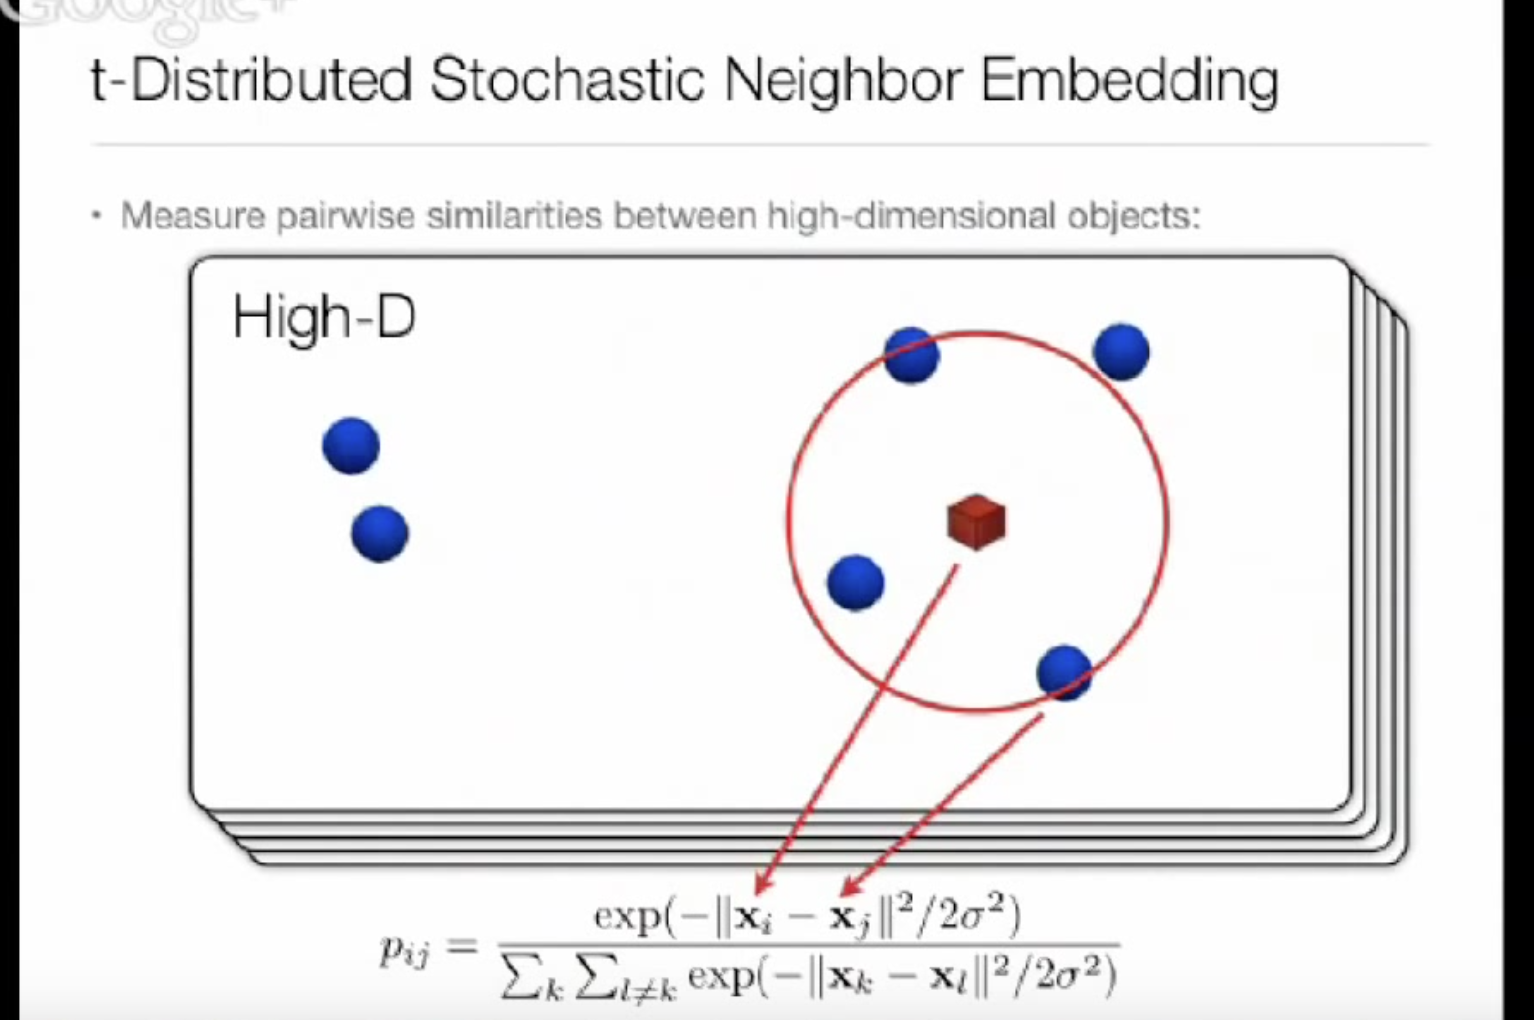 Google+
t-Distributed Stochastic Neighbor Embedding
• Measure pairwise similarities between high-dimensional objects:
High-D
p_{ij} = \frac{\exp(-\|\mathbf{x}_i - \mathbf{x}_j\|^2/2\sigma^2)}{\sum_k \sum_{l \neq k} \exp(-\|\mathbf{x}_k - \mathbf{x}_l\|^2/2\sigma^2)}